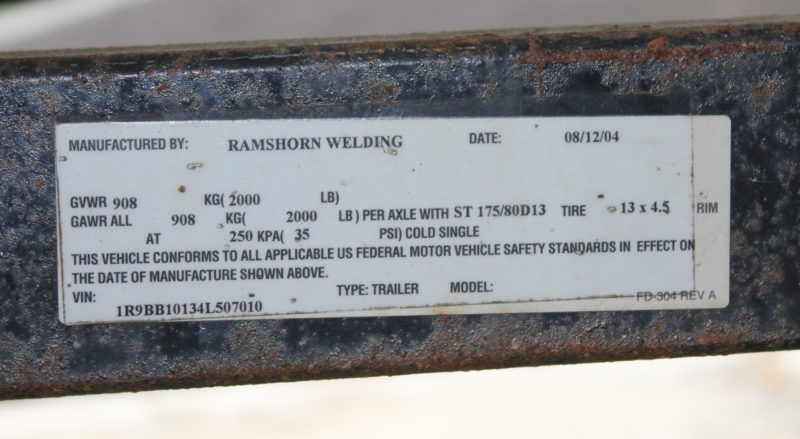 MANUFACTURED BY: RAMSHORN WELDING DATE: 08/12/04
GVWR 908 KG( 2000 LB)
GAWR ALL 908 KG( 2000 LB ) PER AXLE WITH ST 175/80D13 TIRE 13 x 4.5 RIM
AT 250 KPA( 35 PSI) COLD SINGLE
THIS VEHICLE CONFORMS TO ALL APPLICABLE US FEDERAL MOTOR VEHICLE SAFETY STANDARDS IN EFFECT ON
THE DATE OF MANUFACTURE SHOWN ABOVE.
VIN: 1R9BB10134L507010 TYPE: TRAILER MODEL:
FD-304 REV A